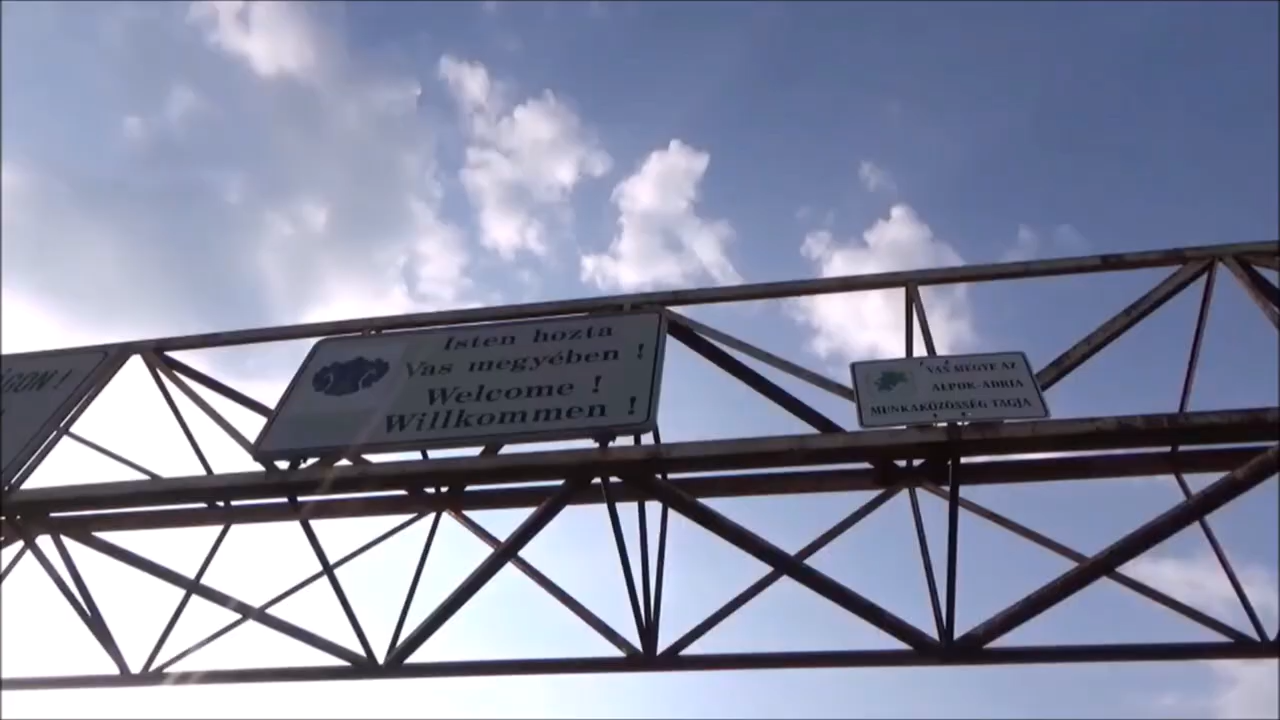 Isten hozta
Vas megyében !
Welcome !
Willkommen !
VAS MEGYE AZ
ALPOK-ADRIA
MUNKAKÖZÖSSÉG TAGJA